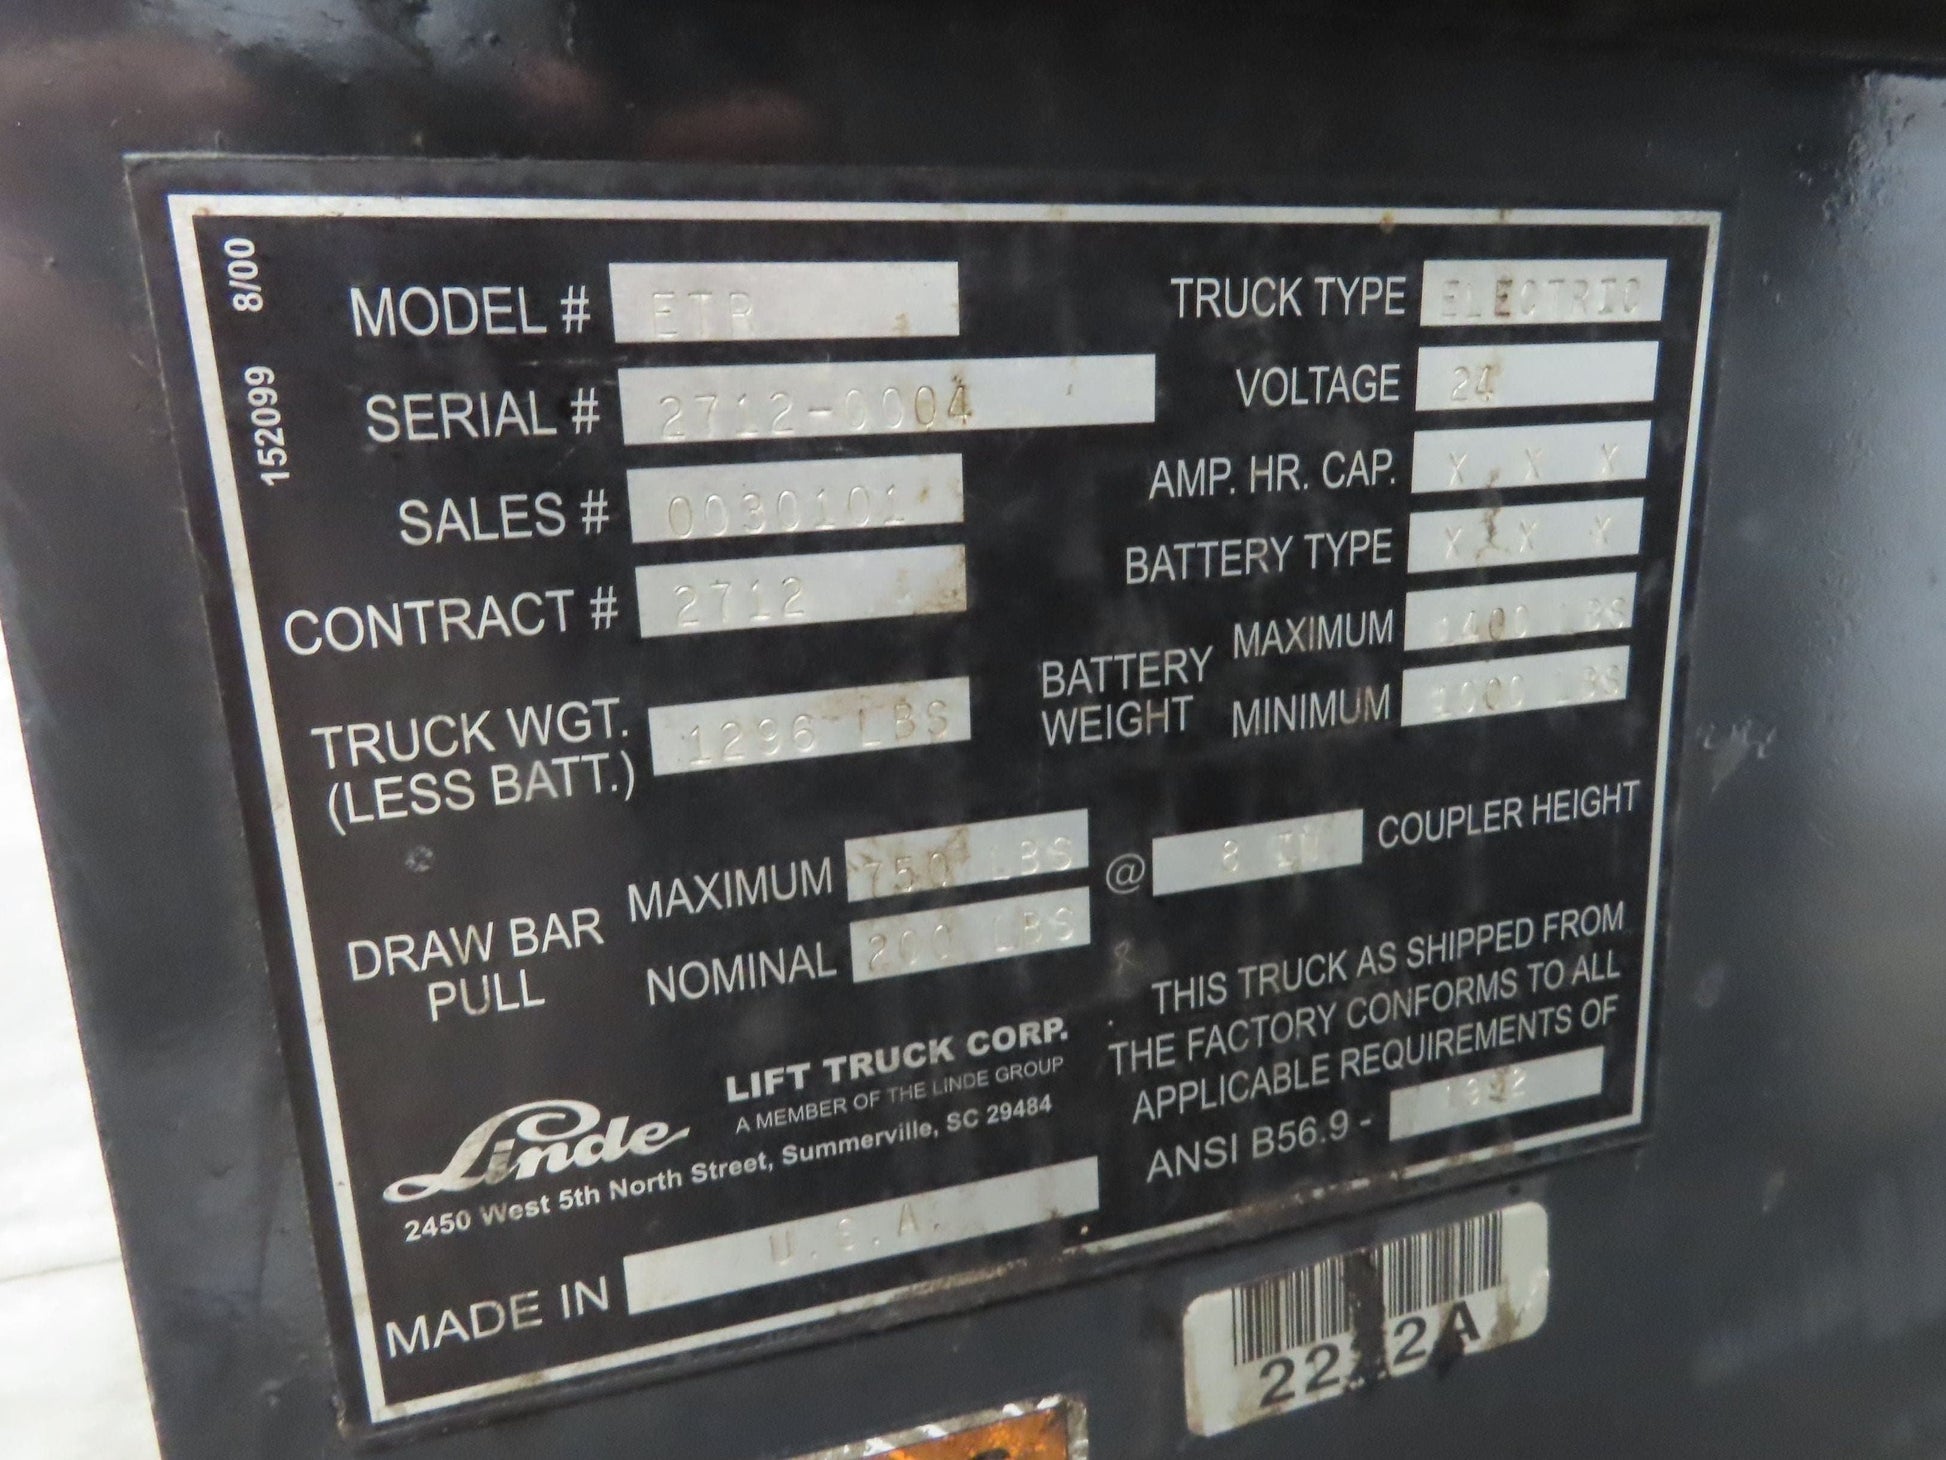 152099 8/00
MODEL # ETR
SERIAL # 2712-0004
SALES # 0030101
CONTRACT # 2712
TRUCK WGT. 1296 LBS
(LESS BATT.)
TRUCK TYPE ELECTRIC
VOLTAGE 24
AMP. HR. CAP. X X X
BATTERY TYPE X X X
BATTERY WEIGHT
MAXIMUM 1400 LBS
MINIMUM 1000 LBS
DRAW BAR PULL
MAXIMUM 750 LBS @ 8 IN COUPLER HEIGHT
NOMINAL 200 LBS
Linde LIFT TRUCK CORP.
A MEMBER OF THE LINDE GROUP
2450 West 5th North Street, Summerville, SC 29484
MADE IN U.S.A.
THIS TRUCK AS SHIPPED FROM
THE FACTORY CONFORMS TO ALL
APPLICABLE REQUIREMENTS OF
ANSI B56.9 - 1992